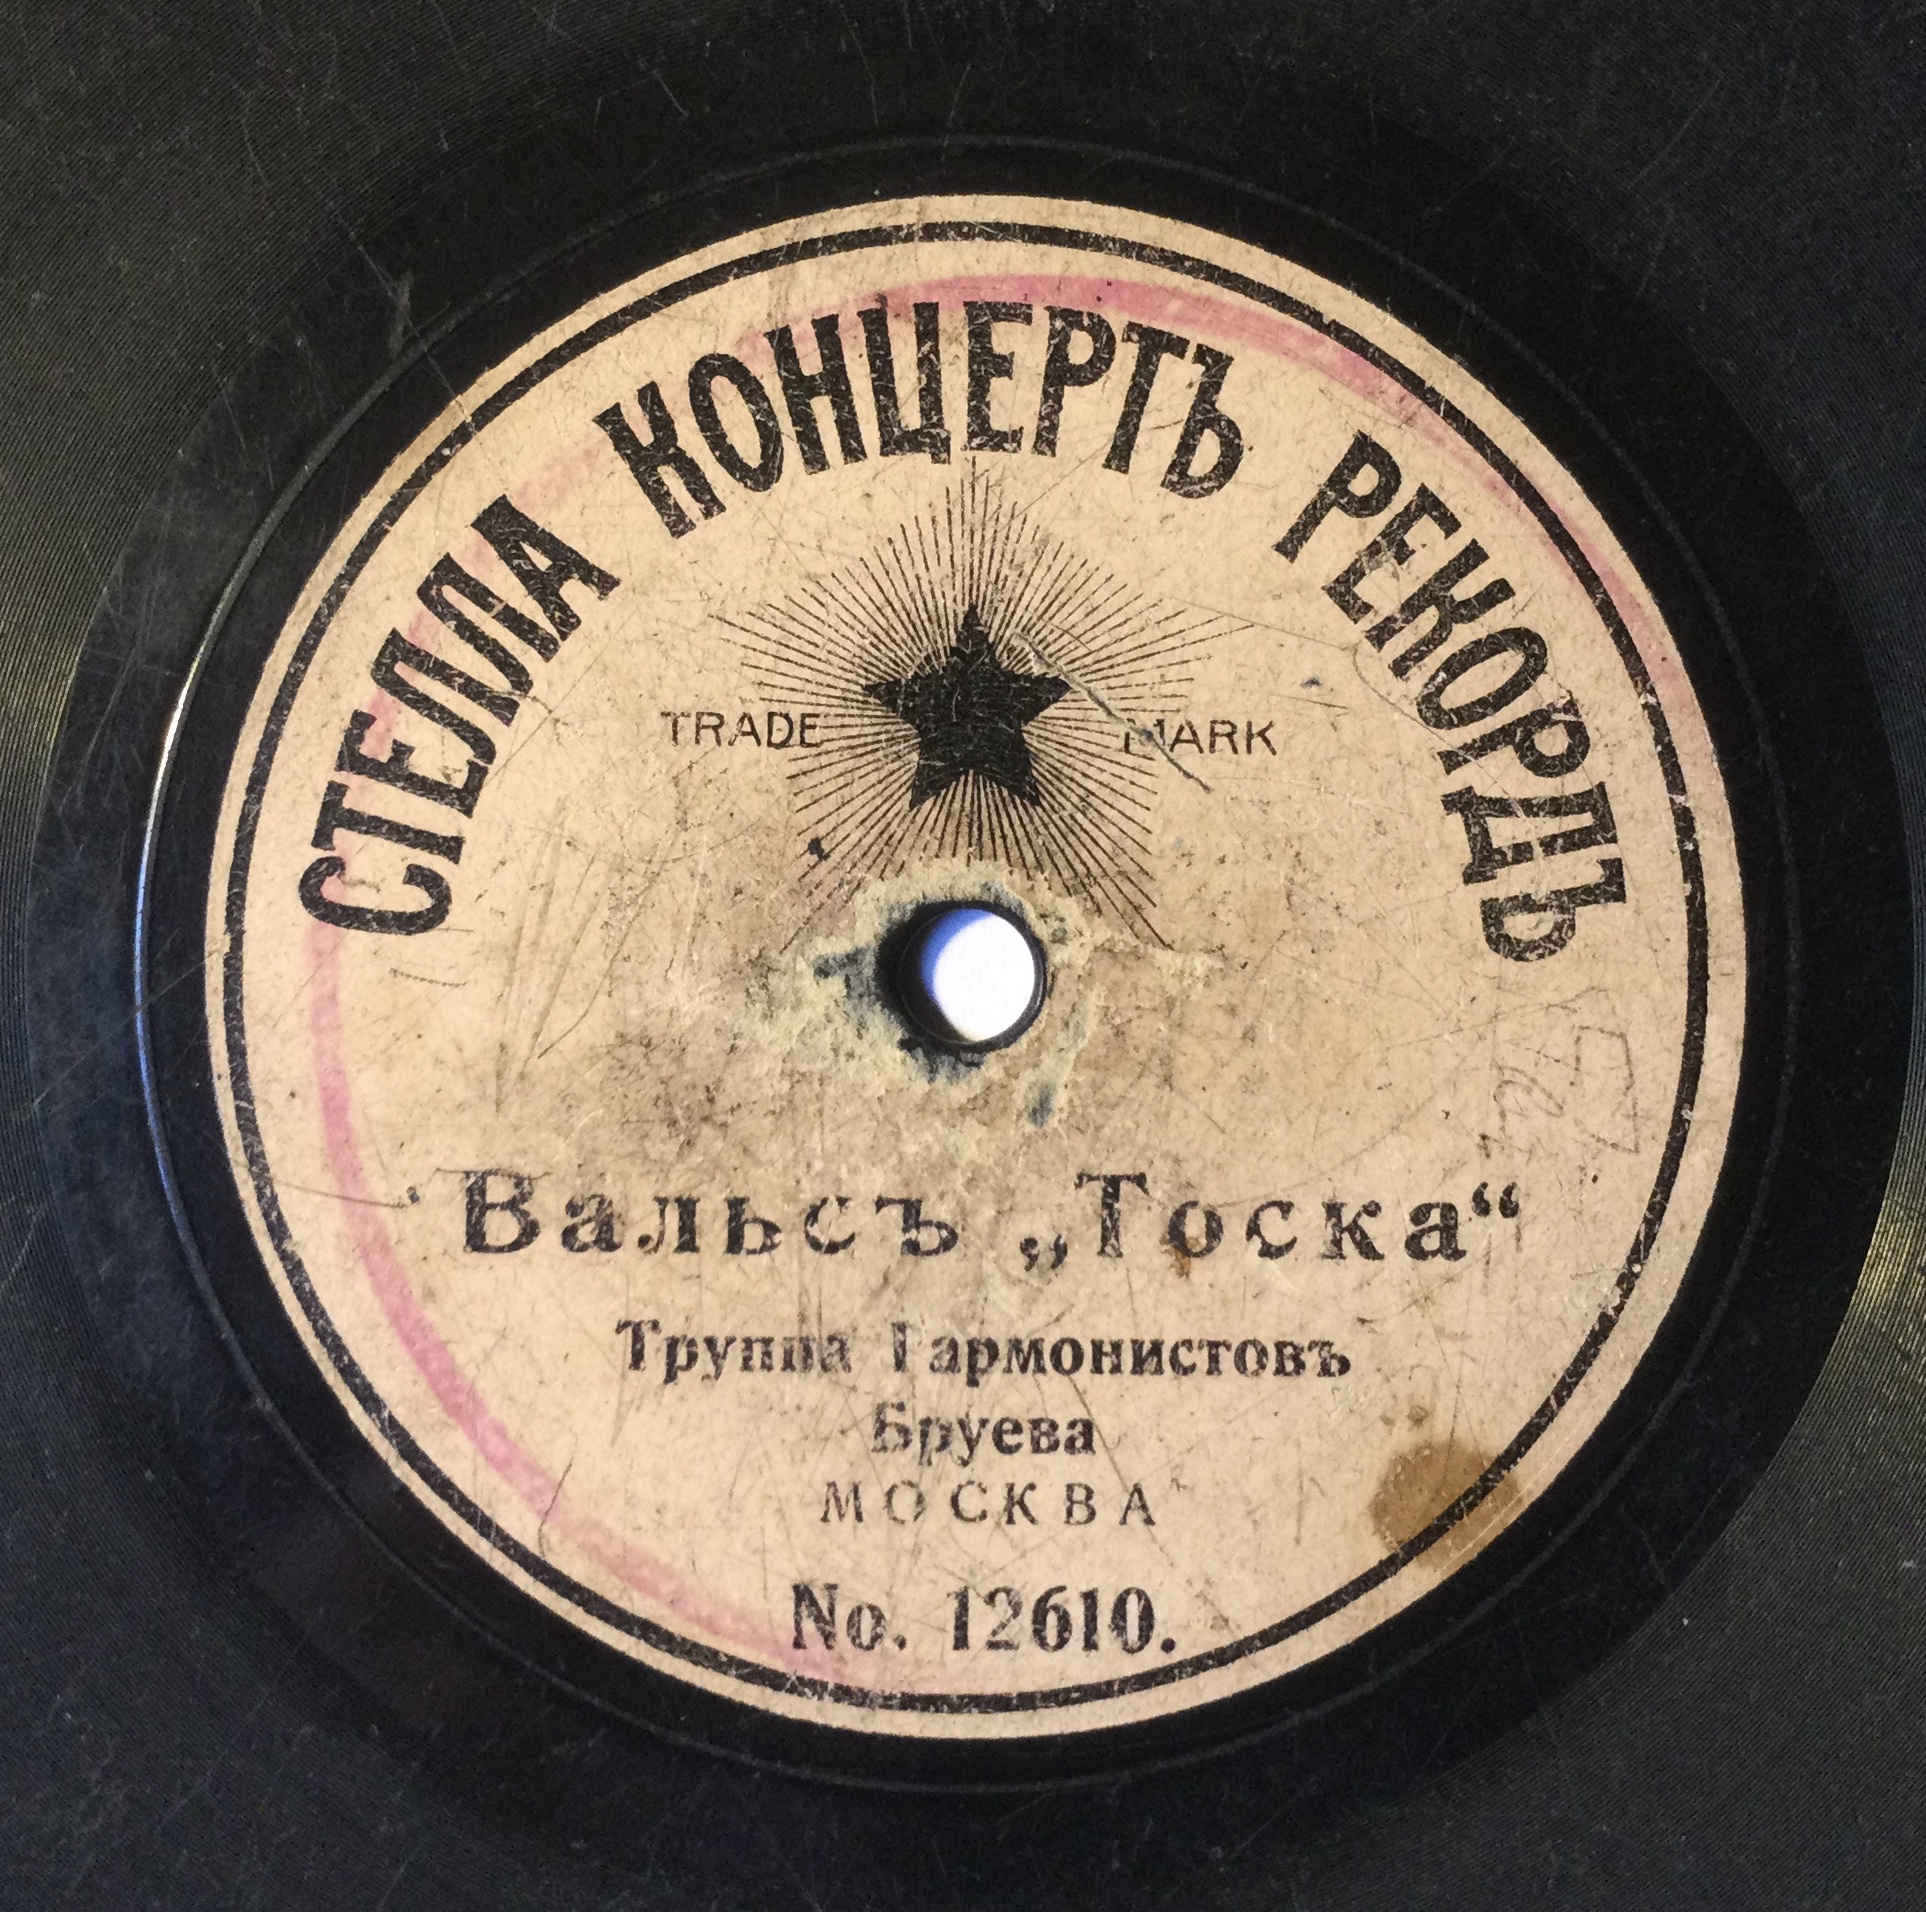 СТЕЛЛА КОНЦЕРТЪ РЕКОРДЪ
TRADE MARK
Вальсъ „Тоска“
Труппа Гармонистовъ
Бруева
МОСКВА
No. 12610.